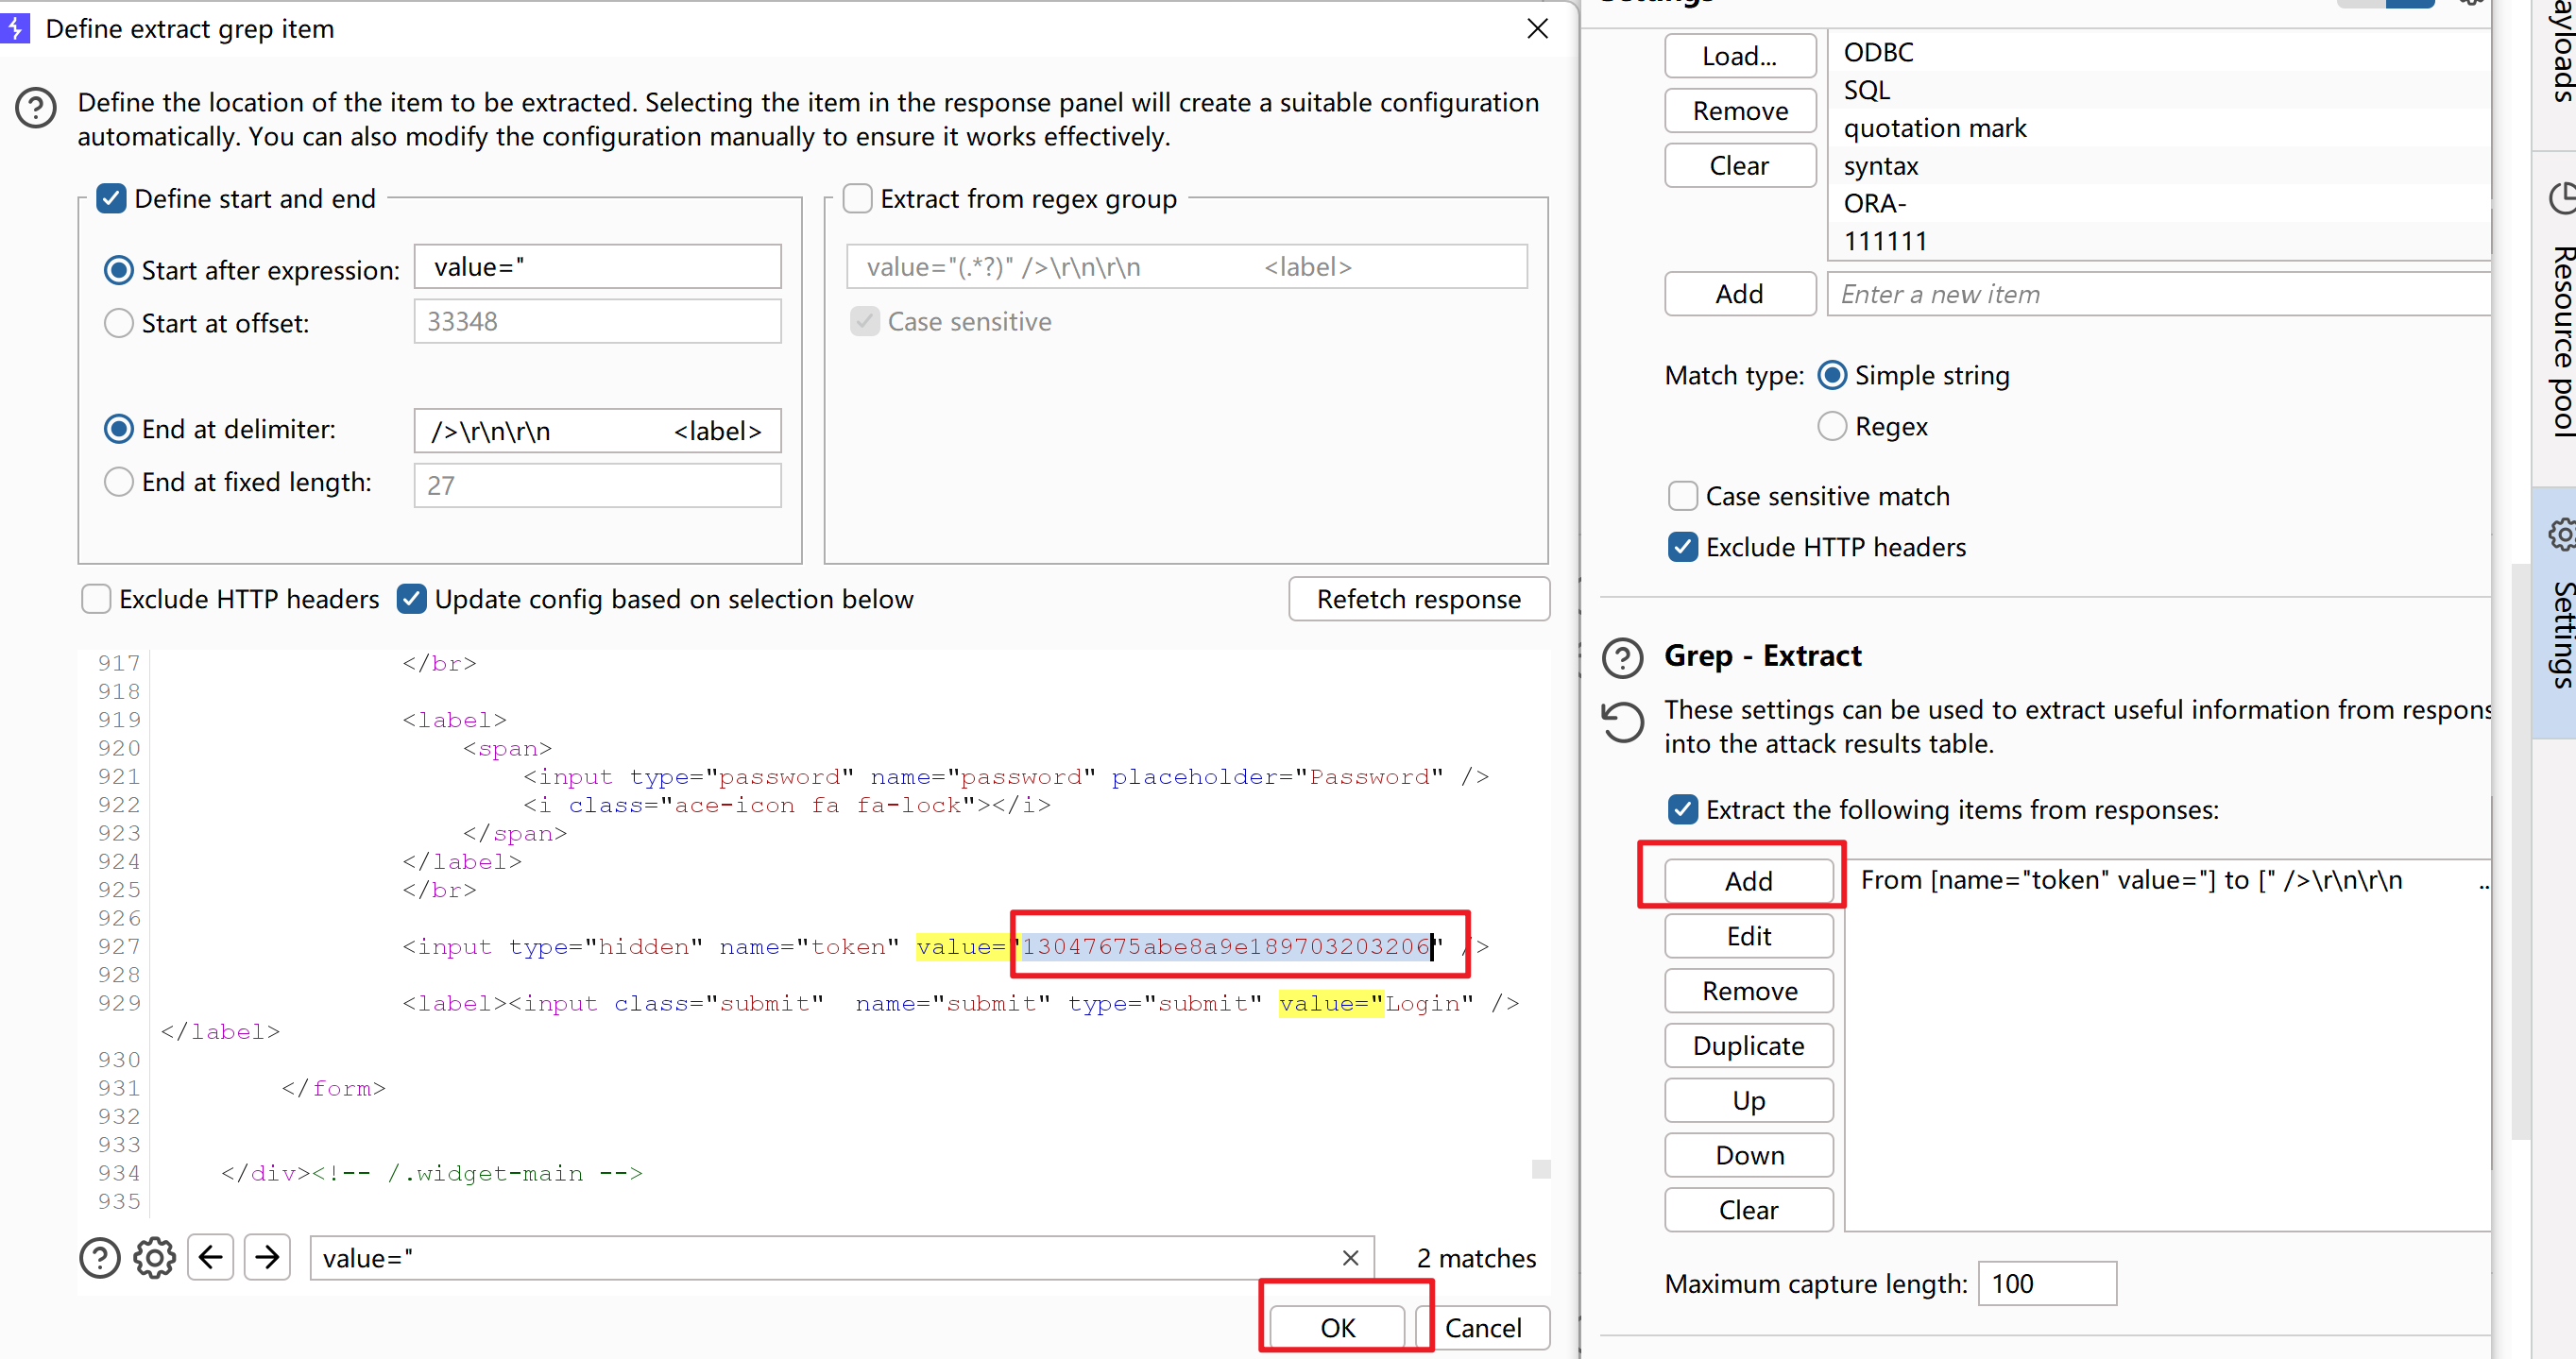 Define extract grep item
Define the location of the item to be extracted. Selecting the item in the response panel will create a suitable configuration
automatically. You can also modify the configuration manually to ensure it works effectively.
Define start and end
Start after expression: value="
Start at offset: 33348
End at delimiter: />\r\n\r\n <label>
End at fixed length: 27
Extract from regex group
value="(.*?)" />\r\n\r\n <label>
Case sensitive
Exclude HTTP headers Update config based on selection below Refetch response
917 </br>
918
919 <label>
920 <span>
921 <input type="password" name="password" placeholder="Password" />
922 <i class="ace-icon fa fa-lock"></i>
923 </span>
924 </label>
925 </br>
926
927 <input type="hidden" name="token" value="13047675abe8a9e189703203206" />
928
929 <label><input class="submit"  name="submit" type="submit" value="Login" />
</label>
930
931 </form>
932
933
934 </div><!-- /.widget-main -->
935
value=" 2 matches
OK Cancel
Load...
Remove
Clear
ODBC
SQL
quotation mark
syntax
ORA-
111111
Add Enter a new item
Match type: Simple string
Regex
Case sensitive match
Exclude HTTP headers
Grep - Extract
These settings can be used to extract useful information from respons
into the attack results table.
Extract the following items from responses:
Add From [name="token" value="] to [" />\r\n\r\n ..
Edit
Remove
Duplicate
Up
Down
Clear
Maximum capture length: 100
ayloads
Resource pool
Settings